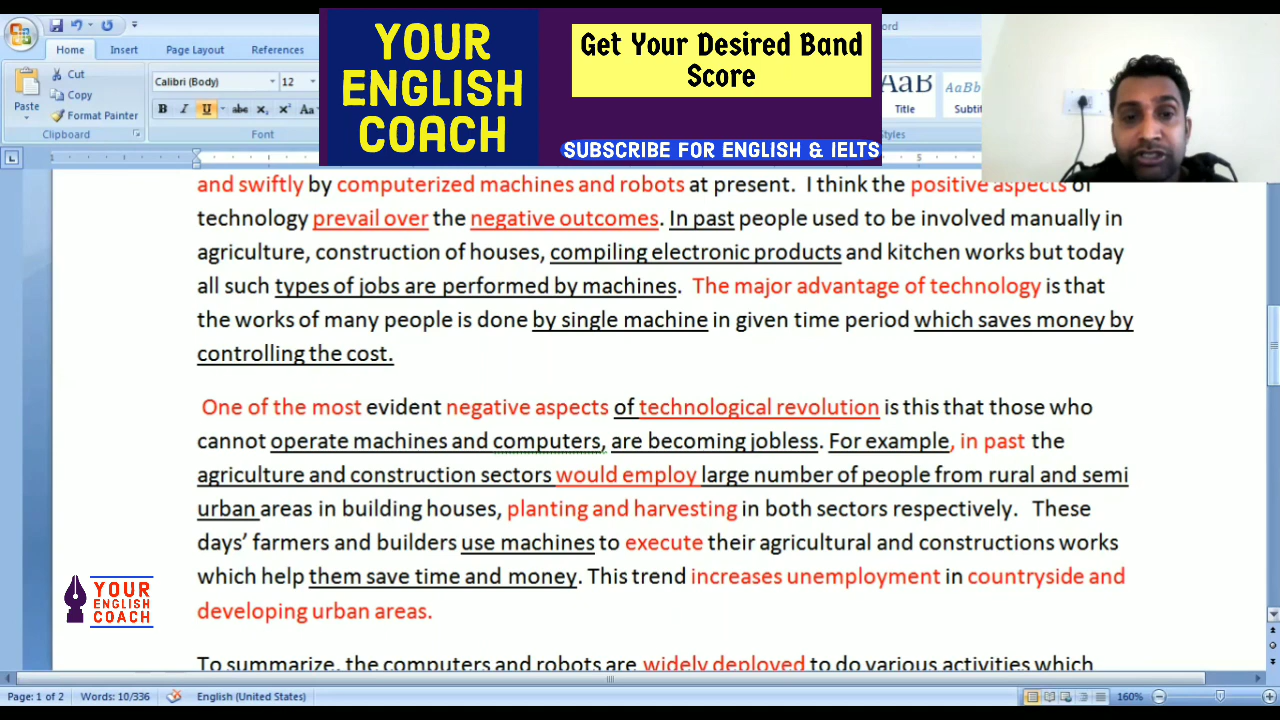 Home Insert Page Layout References ord
Cut
Copy
Format Painter
Paste
Clipboard
Calibri (Body) 12
B I U abc x₂ x² Aa
Font
YOUR
ENGLISH
COACH
Get Your Desired Band
Score
SUBSCRIBE FOR ENGLISH & IELTS
AaB AaBb
Title Subtit
Styles
and swiftly by computerized machines and robots at present. I think the positive aspects of
technology prevail over the negative outcomes. In past people used to be involved manually in
agriculture, construction of houses, compiling electronic products and kitchen works but today
all such types of jobs are performed by machines. The major advantage of technology is that
the works of many people is done by single machine in given time period which saves money by
controlling the cost.
One of the most evident negative aspects of technological revolution is this that those who
cannot operate machines and computers, are becoming jobless. For example, in past the
agriculture and construction sectors would employ large number of people from rural and semi
urban areas in building houses, planting and harvesting in both sectors respectively. These
days' farmers and builders use machines to execute their agricultural and constructions works
which help them save time and money. This trend increases unemployment in countryside and
developing urban areas.
To summarize, the computers and robots are widely deployed to do various activities which
YOUR
ENGLISH
COACH
Page: 1 of 2 Words: 10/336 English (United States) 160%